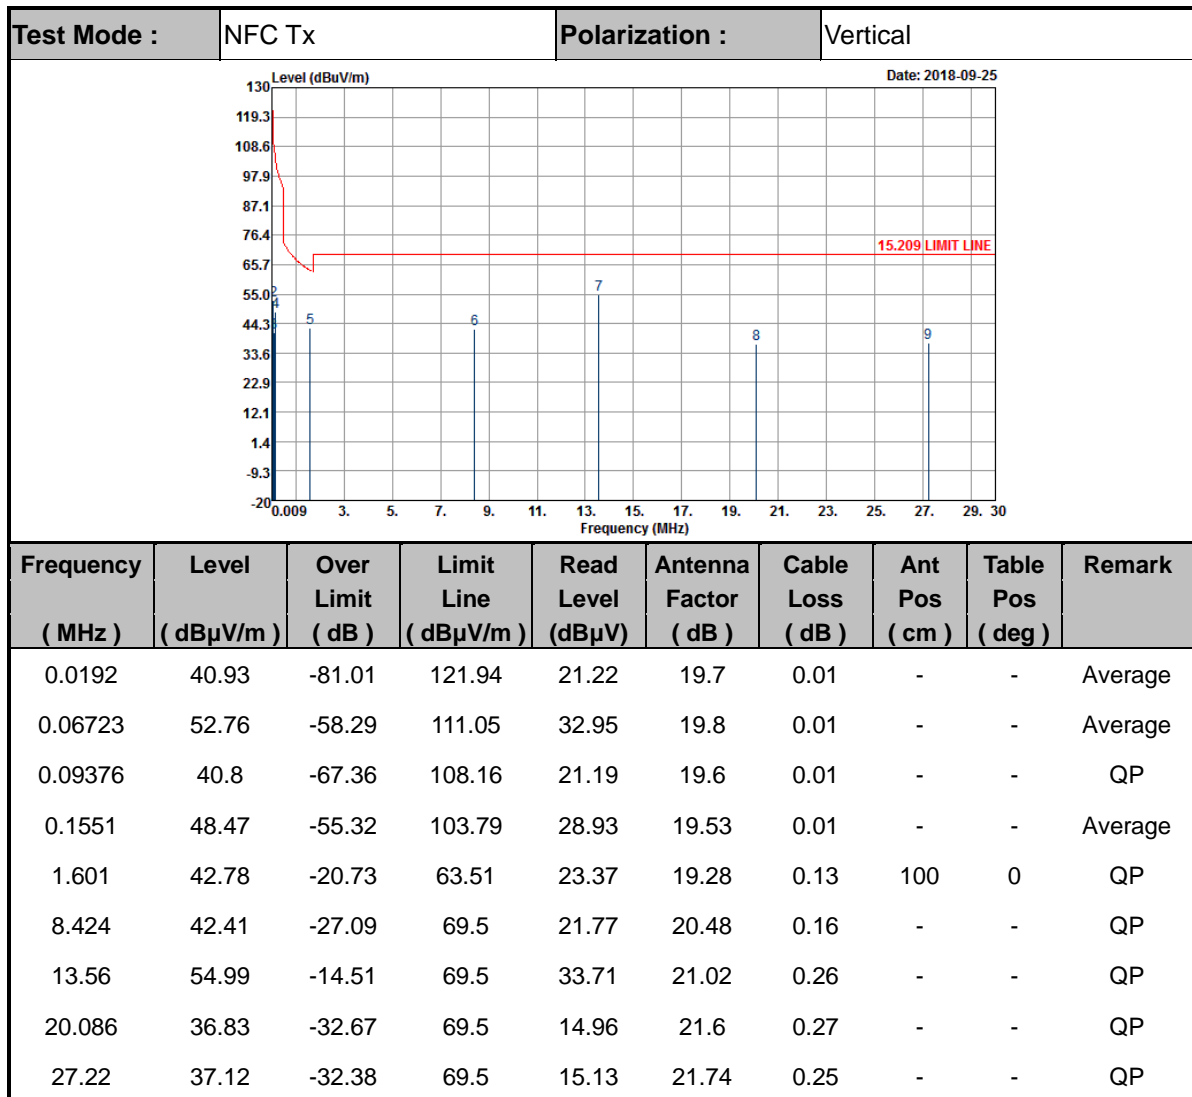 Test Mode : NFC Tx Polarization : Vertical
Level (dBuV/m) Date: 2018-09-25
130
119.3
108.6
97.9
87.1
76.4
15.209 LIMIT LINE
65.7
55.0
44.3
33.6
22.9
12.1
1.4
-9.3
-20
2
4
5
6
7
8
9
0.009 3. 5. 7. 9. 11. 13. 15. 17. 19. 21. 23. 25. 27. 29. 30
Frequency (MHz)
Frequency Level Over Limit Read Antenna Cable Ant Table Remark
Limit Line Level Factor Loss Pos Pos
( MHz ) ( dBµV/m ) ( dB ) ( dBµV/m ) (dBµV) ( dB ) ( dB ) ( cm ) ( deg )
0.0192 40.93 -81.01 121.94 21.22 19.7 0.01 - - Average
0.06723 52.76 -58.29 111.05 32.95 19.8 0.01 - - Average
0.09376 40.8 -67.36 108.16 21.19 19.6 0.01 - - QP
0.1551 48.47 -55.32 103.79 28.93 19.53 0.01 - - Average
1.601 42.78 -20.73 63.51 23.37 19.28 0.13 100 0 QP
8.424 42.41 -27.09 69.5 21.77 20.48 0.16 - - QP
13.56 54.99 -14.51 69.5 33.71 21.02 0.26 - - QP
20.086 36.83 -32.67 69.5 14.96 21.6 0.27 - - QP
27.22 37.12 -32.38 69.5 15.13 21.74 0.25 - - QP